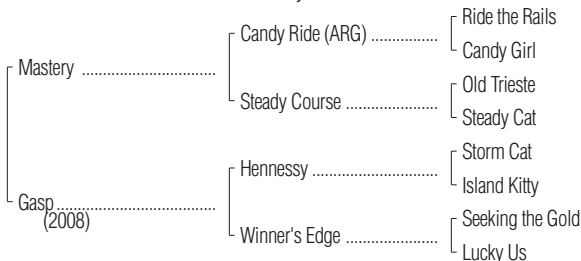 Ride the Rails
Candy Ride (ARG) ................
Candy Girl
Mastery ................................
Old Trieste
Steady Course ......................
Steady Cat
Storm Cat
Hennessy .............................
Island Kitty
Gasp......................................
(2008)
Seeking the Gold
Winner's Edge ......................
Lucky Us